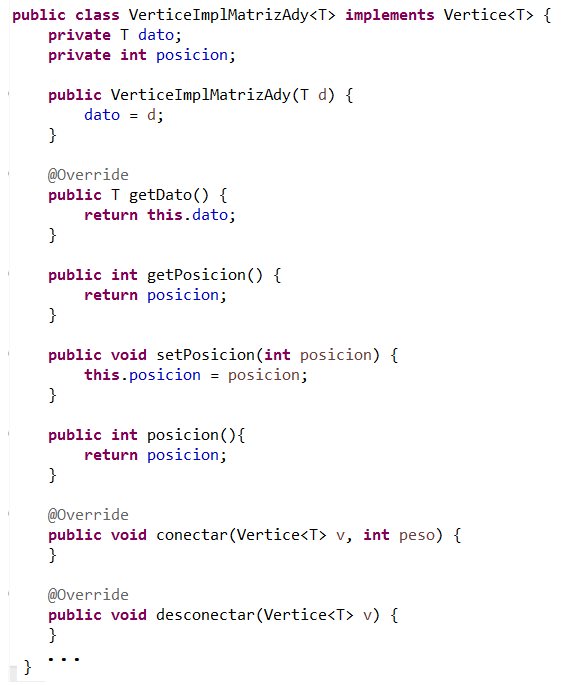 public class VerticeImplMatrizAdy<T> implements Vertice<T> {
    private T dato;
    private int posicion;

    public VerticeImplMatrizAdy(T d) {
        dato = d;
    }

    @Override
    public T getDato() {
        return this.dato;
    }

    public int getPosicion() {
        return posicion;
    }

    public void setPosicion(int posicion) {
        this.posicion = posicion;
    }

    public int posicion(){
        return posicion;
    }

    @Override
    public void conectar(Vertice<T> v, int peso) {
    }

    @Override
    public void desconectar(Vertice<T> v) {
    }
    ...
}